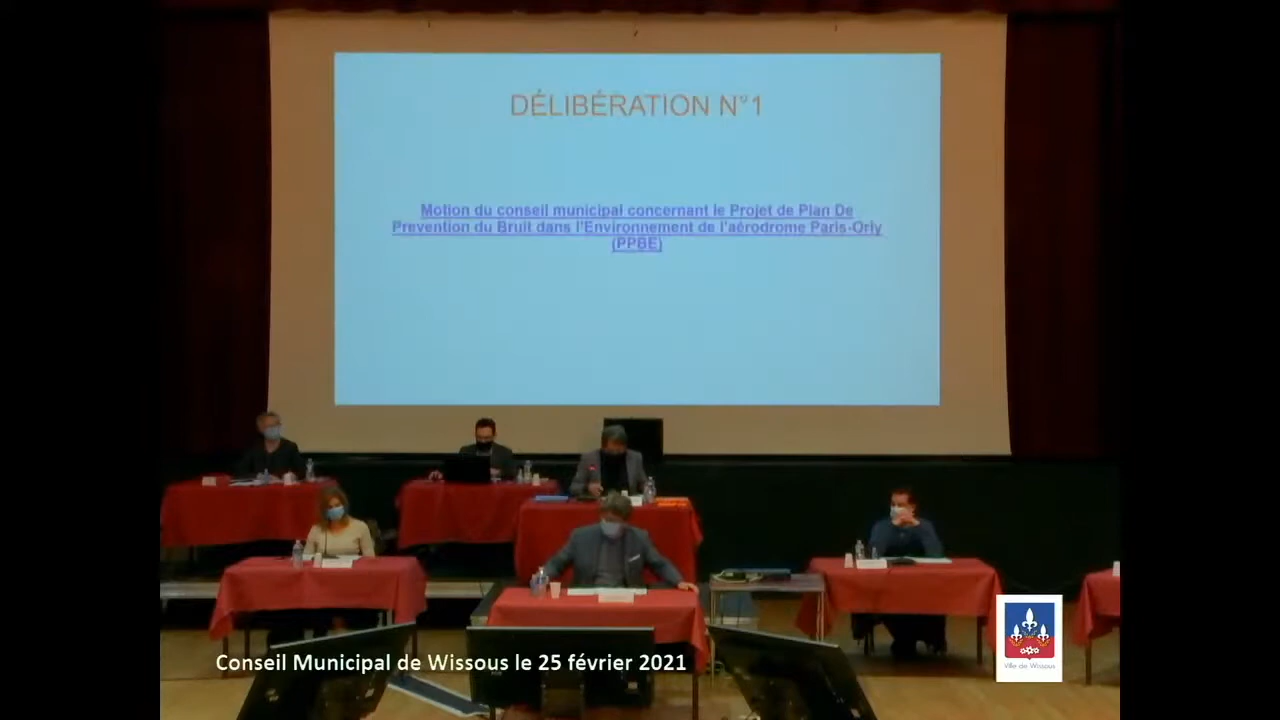 DÉLIBÉRATION N°1
Motion du conseil municipal concernant le Projet de Plan De
Prevention du Bruit dans l'Environnement de l'aérodrome Paris-Orly
(PPBE)
Conseil Municipal de Wissous le 25 février 2021
Ville de Wissous